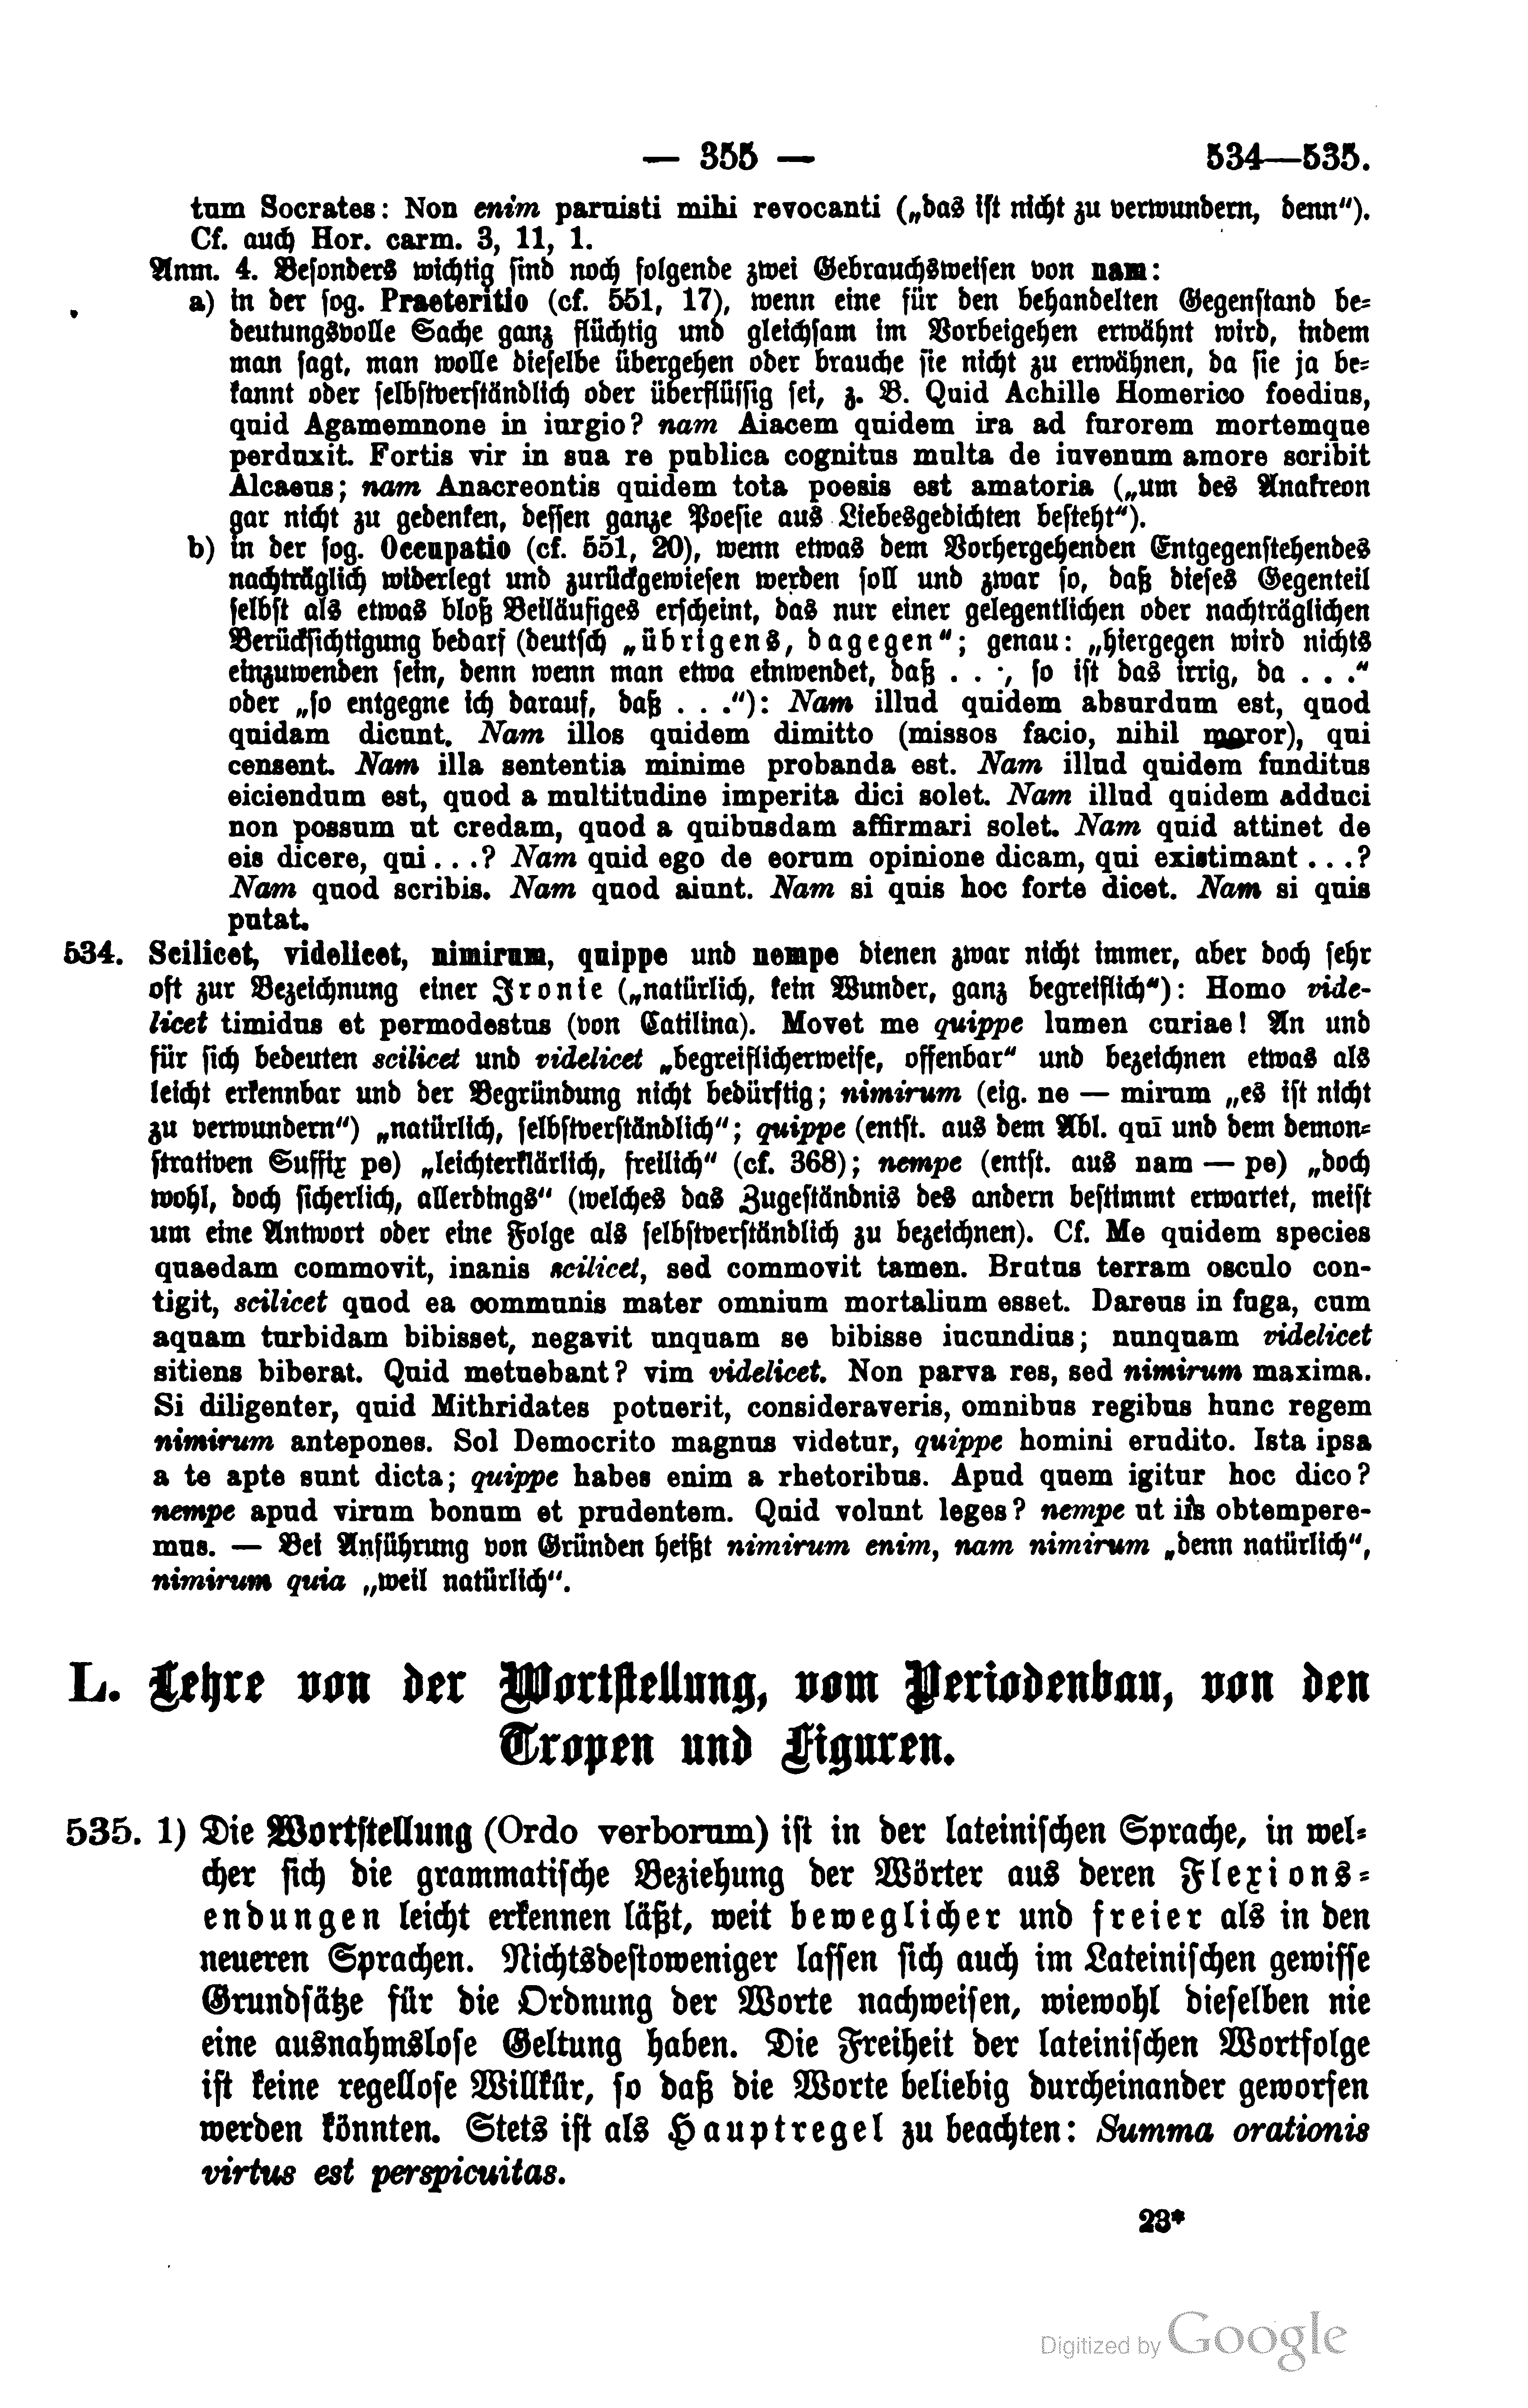 — 355 — 534—535.
tum Socrates: Non enim paruisti mihi revocanti („das ist nicht zu verwundern, denn“).
Cf. auch Hor. carm. 3, 11, 1.
Anm. 4. Besonders wichtig sind noch folgende zwei Gebrauchsweisen von nam:
a) in der sog. Praeteritio (cf. 551, 17), wenn eine für den behandelten Gegenstand be-
deutungsvolle Sache ganz flüchtig und gleichsam im Vorbeigehen erwähnt wird, indem
man sagt, man wolle dieselbe übergehen oder brauche sie nicht zu erwähnen, da sie ja be-
kannt oder selbstverständlich oder überflüssig sei, z. B. Quid Achille Homerico foedius,
quid Agamemnone in iurgio? nam Aiacem quidem ira ad furorem mortemque
perduxit. Fortis vir in sua re publica cognitus multa de iuvenum amore scribit
Alcaeus; nam Anacreontis quidem tota poesis est amatoria („um des Anakreon
gar nicht zu gedenken, dessen ganze Poesie aus Liebesgedichten besteht“).
b) in der sog. Occupatio (cf. 551, 20), wenn etwas dem Vorhergehenden Entgegenstehendes
nachträglich widerlegt und zurückgewiesen werden soll und zwar so, daß dieses Gegenteil
selbst als etwas bloß Beiläufiges erscheint, das nur einer gelegentlichen oder nachträglichen
Berücksichtigung bedarf (deutsch „übrigens, dagegen“; genau: „hiergegen wird nichts
einzuwenden sein, denn wenn man etwa einwendet, daß . . ., so ist das irrig, da . . .“
oder „so entgegne ich darauf, daß . . .“): Nam illud quidem absurdum est, quod
quidam dicunt. Nam illos quidem dimitto (missos facio, nihil moror), qui
censent. Nam illa sententia minime probanda est. Nam illud quidem funditus
eiciendum est, quod a multitudine imperita dici solet. Nam illud quidem adduci
non possum ut credam, quod a quibusdam affirmari solet. Nam quid attinet de
eis dicere, qui . . .? Nam quid ego de eorum opinione dicam, qui existimant . . .?
Nam quod scribis. Nam quod aiunt. Nam si quis hoc forte dicet. Nam si quis
putat.
534. Scilicet, videlicet, nimirum, quippe und nempe dienen zwar nicht immer, aber doch sehr
oft zur Bezeichnung einer Ironie („natürlich, kein Wunder, ganz begreiflich“): Homo vide-
licet timidus et permodestus (von Catilina). Movet me quippe lumen curiae! An und
für sich bedeuten scilicet und videlicet „begreiflicherweise, offenbar“ und bezeichnen etwas als
leicht erkennbar und der Begründung nicht bedürftig; nimirum (eig. ne — mirum „es ist nicht
zu verwundern“) „natürlich, selbstverständlich“; quippe (entst. aus dem Abl. quī und dem demon-
strativen Suffix pe) „leichterklärlich, freilich“ (cf. 368); nempe (entst. aus nam — pe) „doch
wohl, doch sicherlich, allerdings“ (welches das Zugeständnis des andern bestimmt erwartet, meist
um eine Antwort oder eine Folge als selbstverständlich zu bezeichnen). Cf. Me quidem species
quaedam commovit, inanis scilicet, sed commovit tamen. Brutus terram osculo con-
tigit, scilicet quod ea communis mater omnium mortalium esset. Dareus in fuga, cum
aquam turbidam bibisset, negavit unquam se bibisse iucundius; nunquam videlicet
sitiens biberat. Quid metuebant? vim videlicet. Non parva res, sed nimirum maxima.
Si diligenter, quid Mithridates potuerit, consideraveris, omnibus regibus hunc regem
nimirum antepones. Sol Democrito magnus videtur, quippe homini erudito. Ista ipsa
a te apte sunt dicta; quippe habes enim a rhetoribus. Apud quem igitur hoc dico?
nempe apud virum bonum et prudentem. Quid volunt leges? nempe ut iis obtempere-
mus. — Bei Anführung von Gründen heißt nimirum enim, nam nimirum „denn natürlich“,
nimirum quia „weil natürlich“.
L. Lehre von der Wortstellung, vom Periodenbau, von den
Tropen und Figuren.
535. 1) Die Wortstellung (Ordo verborum) ist in der lateinischen Sprache, in wel-
cher sich die grammatische Beziehung der Wörter aus deren Flexions-
endungen leicht erkennen läßt, weit beweglicher und freier als in den
neueren Sprachen. Nichtsdestoweniger lassen sich auch im Lateinischen gewisse
Grundsätze für die Ordnung der Worte nachweisen, wiewohl dieselben nie
eine ausnahmslose Geltung haben. Die Freiheit der lateinischen Wortfolge
ist keine regellose Willkür, so daß die Worte beliebig durcheinander geworfen
werden könnten. Stets ist als Hauptregel zu beachten: Summa orationis
virtus est perspicuitas.
23*
Digitized by Google